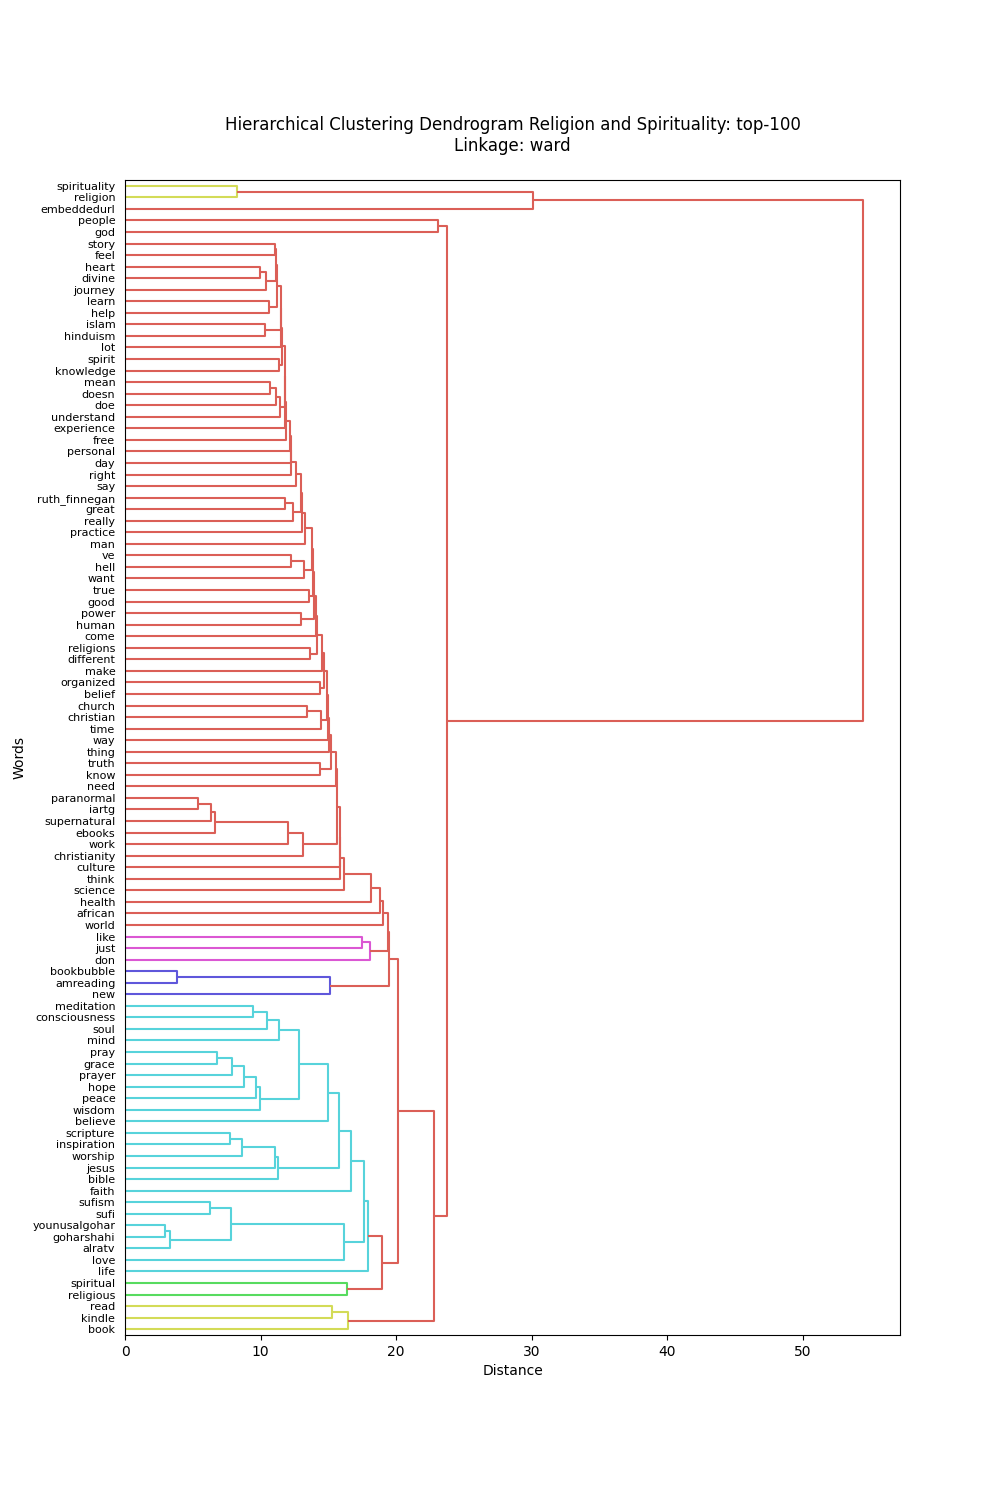 Hierarchical Clustering Dendrogram Religion and Spirituality: top-100
Linkage: ward
spirituality
religion
embeddedurl
people
god
story
feel
heart
divine
journey
learn
help
islam
hinduism
lot
spirit
knowledge
mean
doesn
doe
understand
experience
free
personal
day
right
say
ruth_finnegan
great
really
practice
man
ve
hell
want
true
good
power
human
come
religions
different
make
organized
belief
church
christian
time
way
thing
truth
know
need
paranormal
iartg
supernatural
ebooks
work
christianity
culture
think
science
health
african
world
like
just
don
bookbubble
amreading
new
meditation
consciousness
soul
mind
pray
grace
prayer
hope
peace
wisdom
believe
scripture
inspiration
worship
jesus
bible
faith
sufism
sufi
younusalgohar
goharshahi
alratv
love
life
spiritual
religious
read
kindle
book
Words
0 10 20 30 40 50
Distance